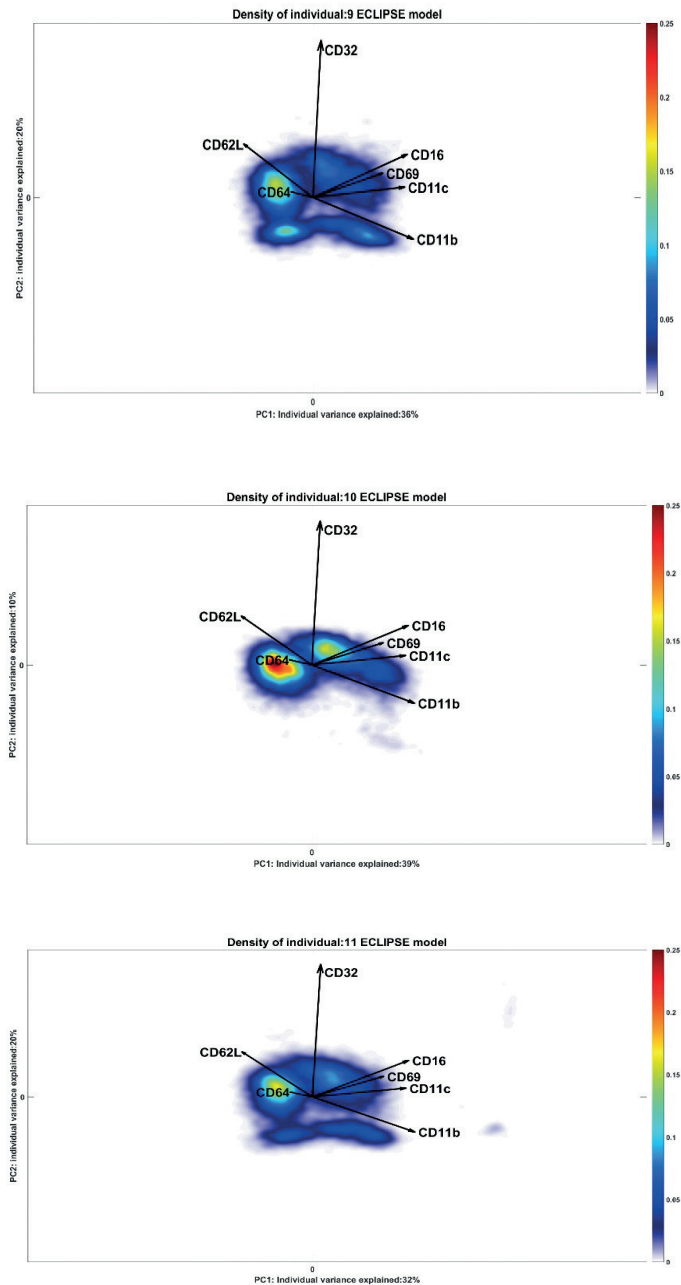 Density of individual:9 ECLIPSE model
0.25
CD32
0.2
CD62L
CD16
0.15
CD69
CD64
CD11c
0
PC2: individual variance explained:20%
CD11b
0.1
0.05
0
0
PC1: Individual variance explained:36%
Density of individual:10 ECLIPSE model
0.25
CD32
0.2
CD62L
CD16
CD69
0.15
CD64
CD11c
0
PC2: individual variance explained:10%
CD11b
0.1
0.05
0
0
PC1: Individual variance explained:39%
Density of individual:11 ECLIPSE model
0.25
CD32
0.2
CD62L
CD16
CD69
0.15
CD64
CD11c
0
PC2: individual variance explained:20%
CD11b
0.1
0.05
0
0
PC1: Individual variance explained:32%